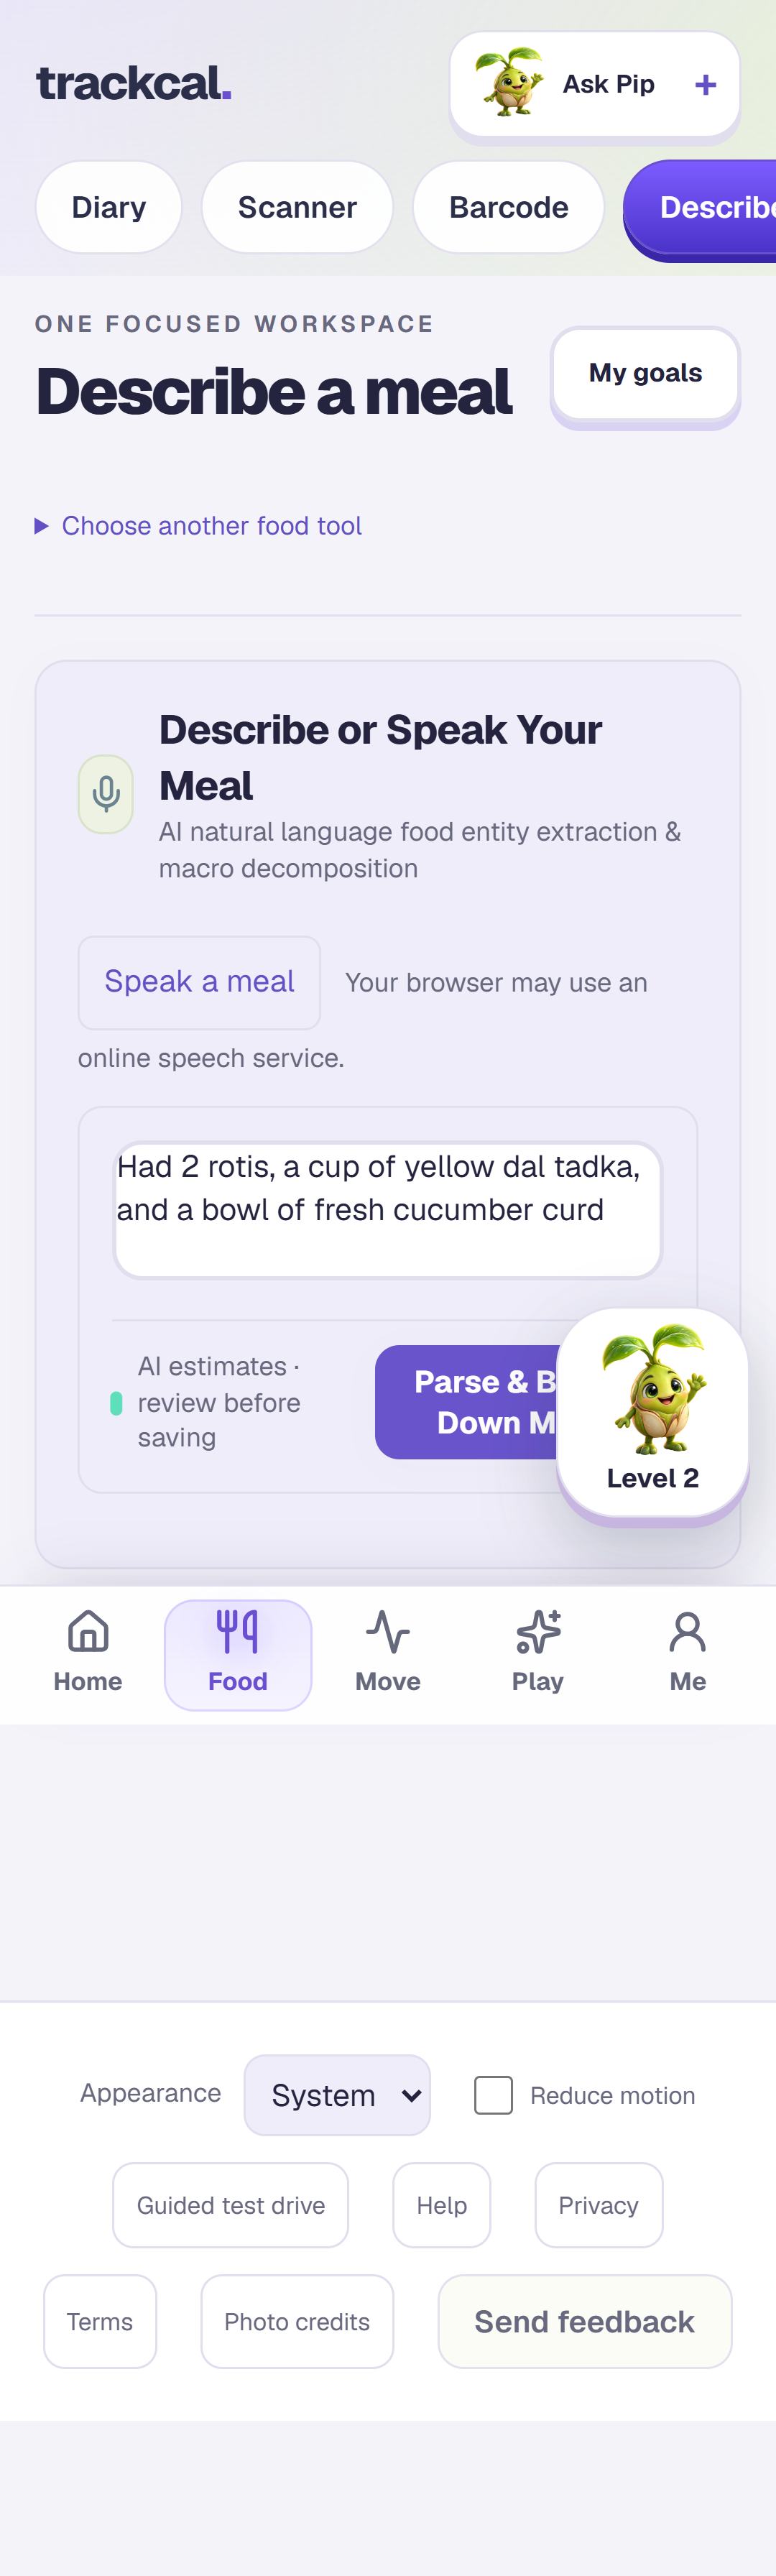 trackcal.
Ask Pip +
Diary
Scanner
Barcode
Describe
ONE FOCUSED WORKSPACE
Describe a meal
My goals
Choose another food tool
Describe or Speak Your
Meal
AI natural language food entity extraction &
macro decomposition
Speak a meal
Your browser may use an
online speech service.
Had 2 rotis, a cup of yellow dal tadka,
and a bowl of fresh cucumber curd
AI estimates ·
review before
saving
Parse & B
Down M
Level 2
Home
Food
Move
Play
Me
Appearance
System
Reduce motion
Guided test drive
Help
Privacy
Terms
Photo credits
Send feedback